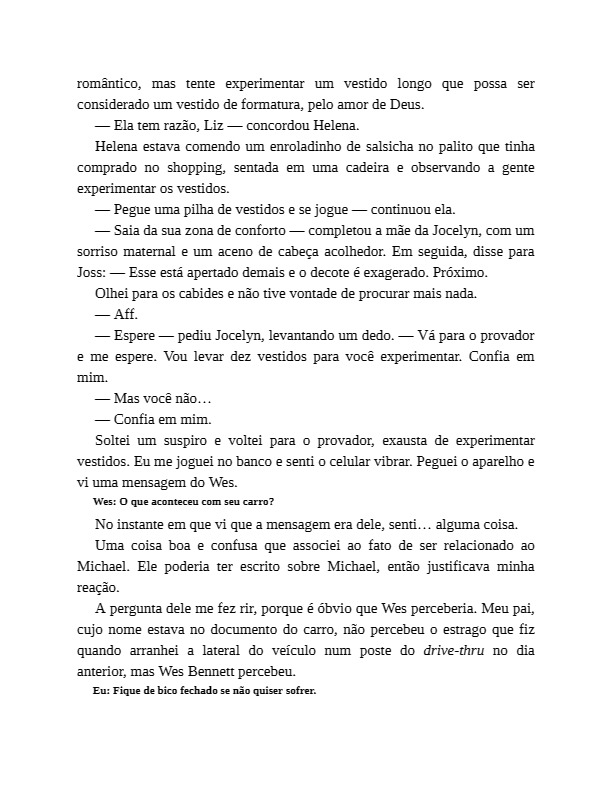 romântico, mas tente experimentar um vestido longo que possa ser
considerado um vestido de formatura, pelo amor de Deus.
— Ela tem razão, Liz — concordou Helena.
Helena estava comendo um enroladinho de salsicha no palito que tinha
comprado no shopping, sentada em uma cadeira e observando a gente
experimentar os vestidos.
— Pegue uma pilha de vestidos e se jogue — continuou ela.
— Saia da sua zona de conforto — completou a mãe da Jocelyn, com um
sorriso maternal e um aceno de cabeça acolhedor. Em seguida, disse para
Joss: — Esse está apertado demais e o decote é exagerado. Próximo.
Olhei para os cabides e não tive vontade de procurar mais nada.
— Aff.
— Espere — pediu Jocelyn, levantando um dedo. — Vá para o provador
e me espere. Vou levar dez vestidos para você experimentar. Confia em
mim.
— Mas você não…
— Confia em mim.
Soltei um suspiro e voltei para o provador, exausta de experimentar
vestidos. Eu me joguei no banco e senti o celular vibrar. Peguei o aparelho e
vi uma mensagem do Wes.
Wes: O que aconteceu com seu carro?
No instante em que vi que a mensagem era dele, senti… alguma coisa.
Uma coisa boa e confusa que associei ao fato de ser relacionado ao
Michael. Ele poderia ter escrito sobre Michael, então justificava minha
reação.
A pergunta dele me fez rir, porque é óbvio que Wes perceberia. Meu pai,
cujo nome estava no documento do carro, não percebeu o estrago que fiz
quando arranhei a lateral do veículo num poste do drive-thru no dia
anterior, mas Wes Bennett percebeu.
Eu: Fique de bico fechado se não quiser sofrer.